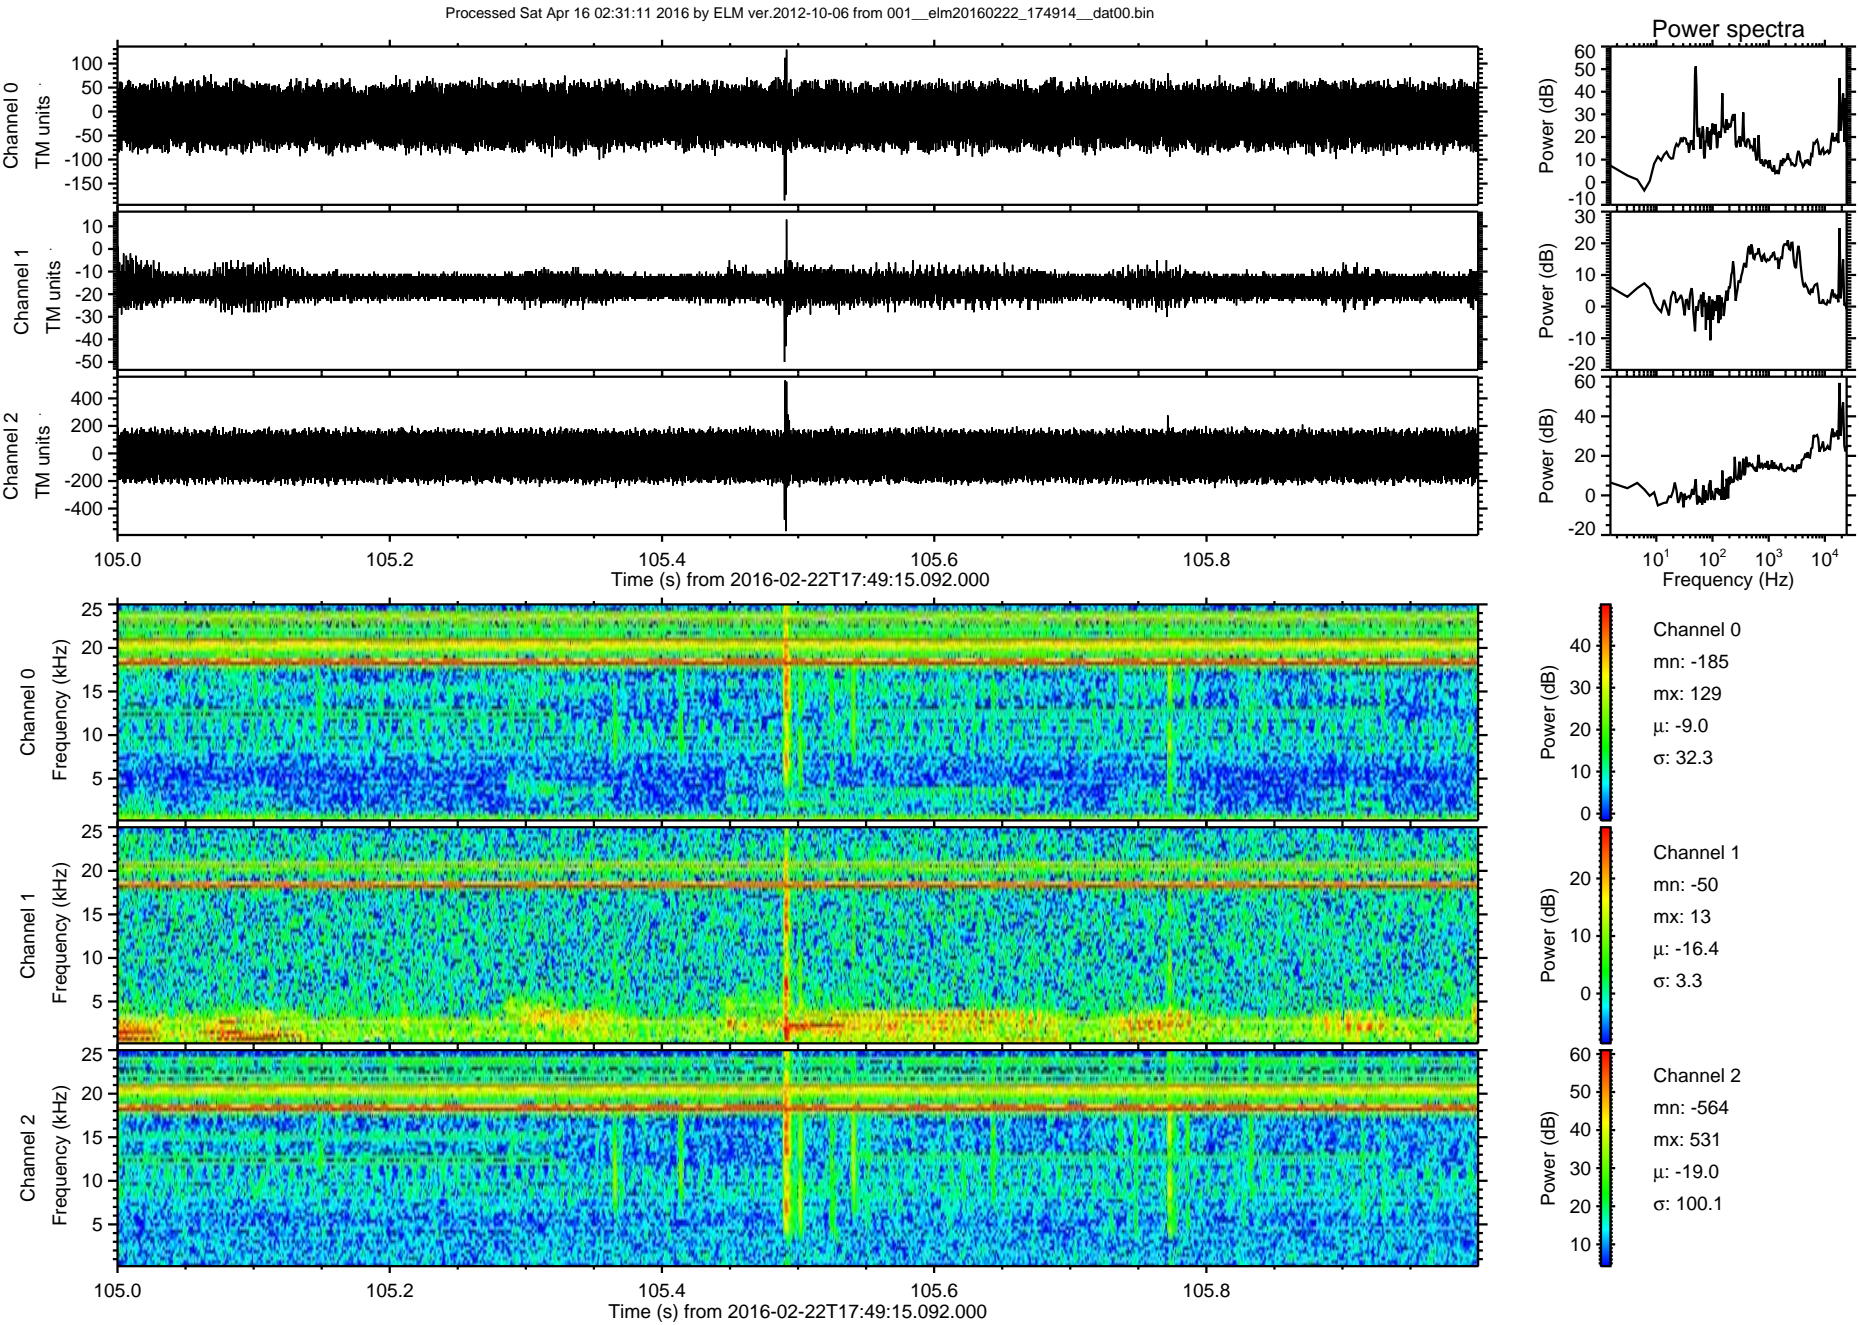 Processed Sat Apr 16 02:31:11 2016 by ELM ver.2012-10-06 from 001__elm20160222_174914__dat00.bin
Power spectra
Channel 0
TM units
100
50
0
-50
-100
-150
Power (dB)
60
50
40
30
20
10
0
-10
Channel 1
TM units
10
0
-10
-20
-30
-40
-50
Power (dB)
30
20
10
0
-10
-20
Channel 2
TM units
400
200
0
-200
-400
Power (dB)
60
40
20
0
-20
105.0 105.2 105.4 105.6 105.8
Time (s) from 2016-02-22T17:49:15.092.000
10^1 10^2 10^3 10^4
Frequency (Hz)
Channel 0
Frequency (kHz)
25
20
15
10
5
Power (dB)
40
30
20
10
0
Channel 0
mn: -185
mx: 129
μ: -9.0
σ: 32.3
Channel 1
Frequency (kHz)
25
20
15
10
5
Power (dB)
20
10
0
Channel 1
mn: -50
mx: 13
μ: -16.4
σ: 3.3
Channel 2
Frequency (kHz)
25
20
15
10
5
Power (dB)
60
50
40
30
20
10
Channel 2
mn: -564
mx: 531
μ: -19.0
σ: 100.1
105.0 105.2 105.4 105.6 105.8
Time (s) from 2016-02-22T17:49:15.092.000